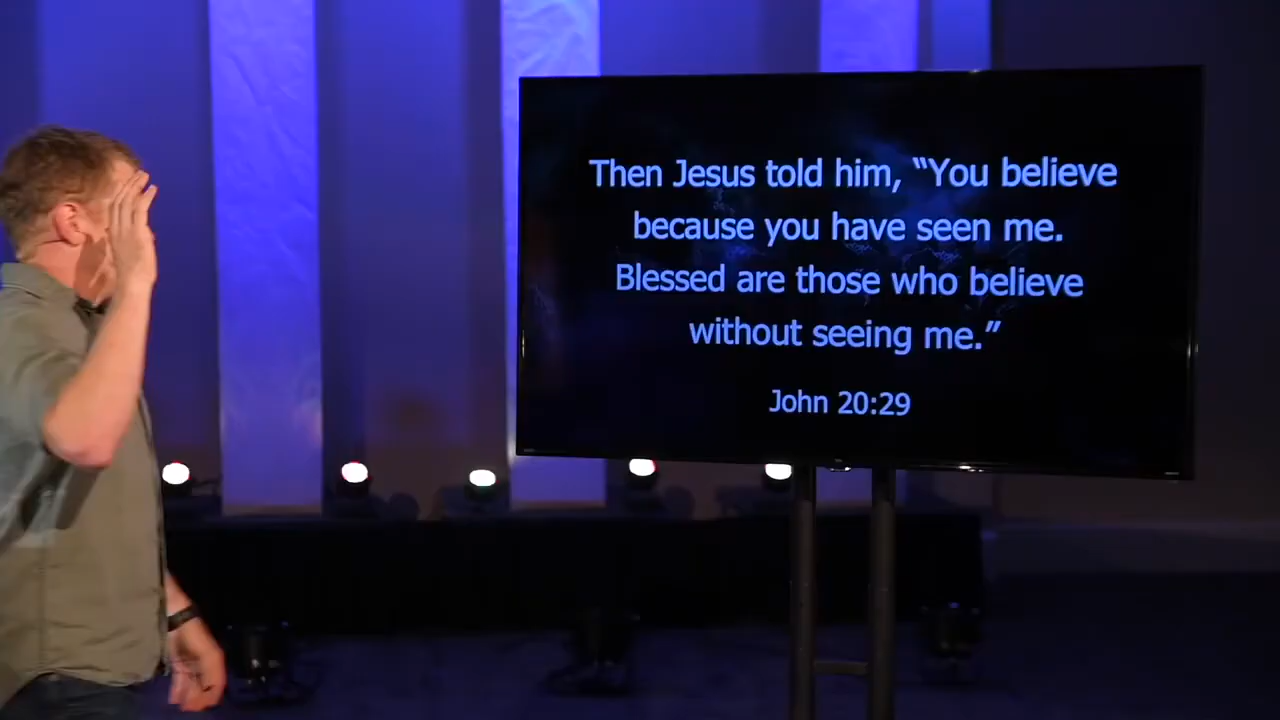 Then Jesus told him, “You believe
because you have seen me.
Blessed are those who believe
without seeing me.”
John 20:29